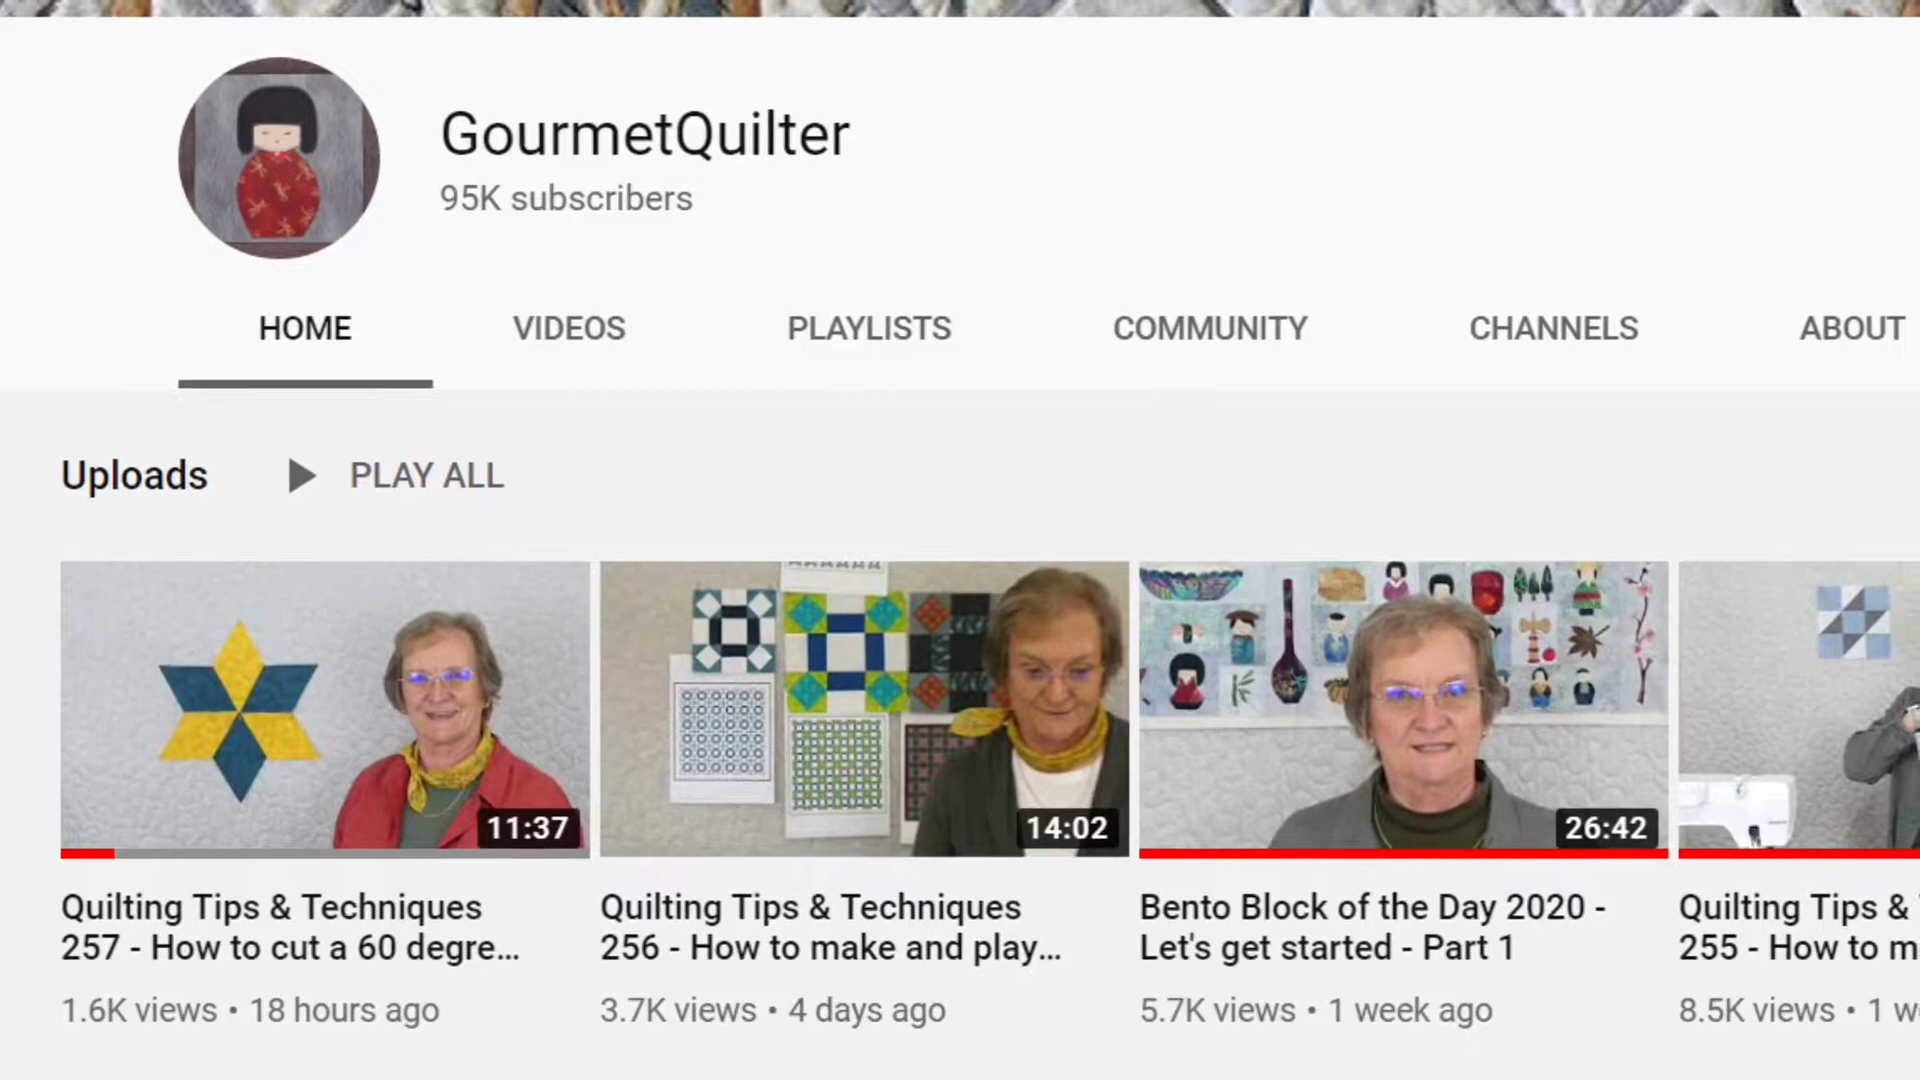 GourmetQuilter
95K subscribers
HOME VIDEOS PLAYLISTS COMMUNITY CHANNELS ABOUT
Uploads PLAY ALL
11:37
14:02
26:42
Quilting Tips & Techniques
257 - How to cut a 60 degre...
1.6K views • 18 hours ago
Quilting Tips & Techniques
256 - How to make and play...
3.7K views • 4 days ago
Bento Block of the Day 2020 -
Let's get started - Part 1
5.7K views • 1 week ago
Quilting Tips &
255 - How to m
8.5K views • 1 w